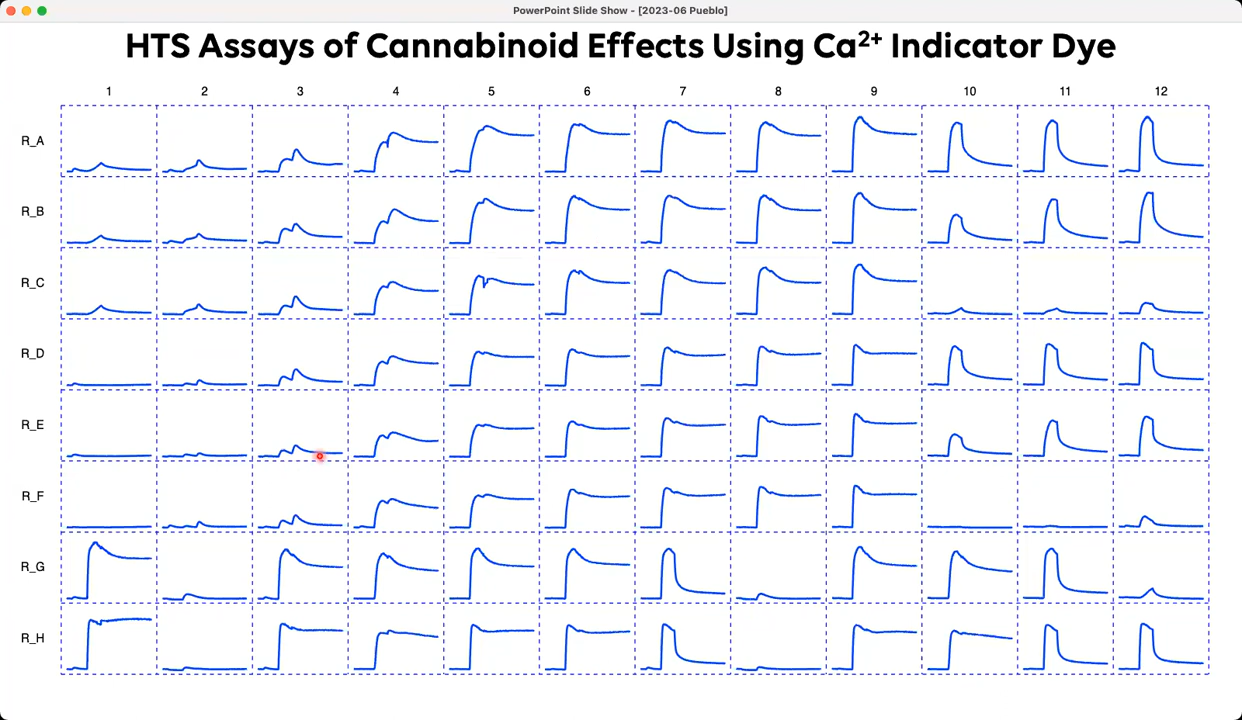 PowerPoint Slide Show - [2023-06 Pueblo]
HTS Assays of Cannabinoid Effects Using Ca²⁺ Indicator Dye
1 2 3 4 5 6 7 8 9 10 11 12
R_A
R_B
R_C
R_D
R_E
R_F
R_G
R_H